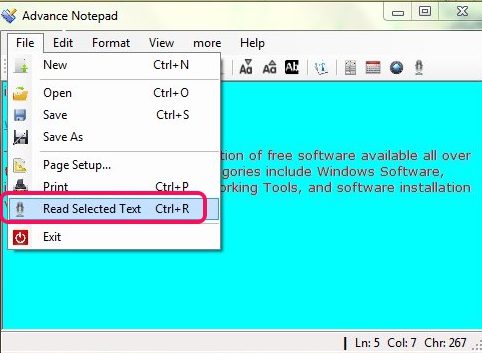 Advance Notepad
File Edit Format View more Help
New Ctrl+N
Open Ctrl+O
Save Ctrl+S
Save As
Page Setup...
Print Ctrl+P
Read Selected Text Ctrl+R
Exit
tion of free software available all over
gories include Windows Software,
orking Tools, and software installation
Ln: 5 Col: 7 Chr: 267